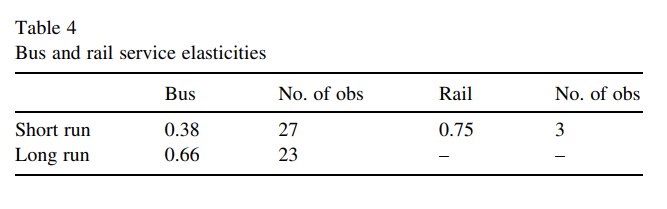 Table 4
Bus and rail service elasticities
Bus No. of obs Rail No. of obs
Short run 0.38 27 0.75 3
Long run 0.66 23 – –